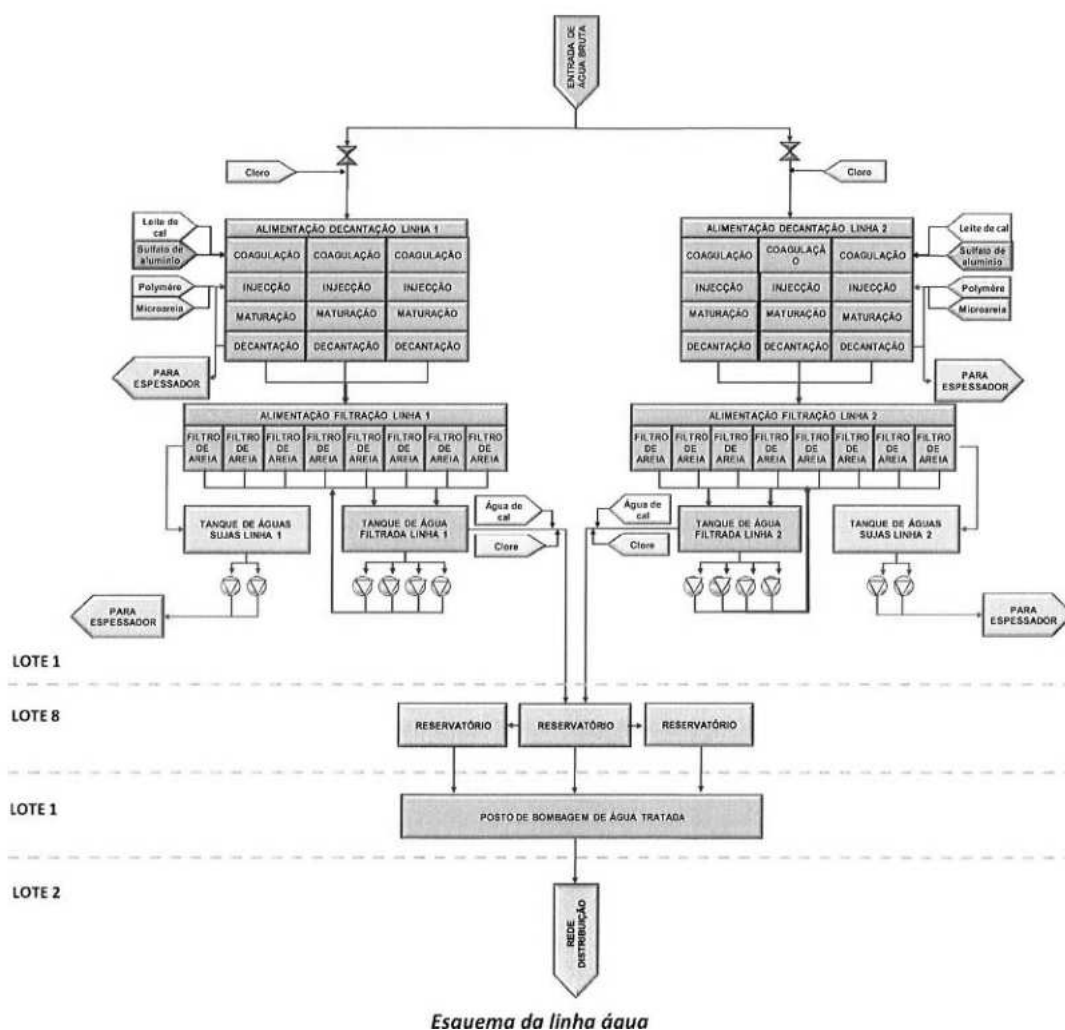 ENTRADA DE
ÁGUA BRUTA
Cloro
Cloro
Leite de
cal
Sulfato de
aluminio
Polymére
Microareia
ALIMENTAÇÃO DECANTAÇÃO LINHA 1
COAGULAÇÃO COAGULAÇÃO COAGULAÇÃO
INJECÇÃO INJECÇÃO INJECÇÃO
MATURAÇÃO MATURAÇÃO MATURAÇÃO
DECANTAÇÃO DECANTAÇÃO DECANTAÇÃO
ALIMENTAÇÃO DECANTAÇÃO LINHA 2
COAGULAÇÃO COAGULAÇÃ
O COAGULAÇÃO
INJECÇÃO INJECÇÃO INJECÇÃO
MATURAÇÃO MATURAÇÃO MATURAÇÃO
DECANTAÇÃO DECANTAÇÃO DECANTAÇÃO
Leite de cal
Sulfato de
aluminio
Polymére
Microareia
PARA
ESPESSADOR
PARA
ESPESSADOR
ALIMENTAÇÃO FILTRAÇÃO LINHA 1
FILTRO FILTRO FILTRO FILTRO FILTRO FILTRO FILTRO FILTRO
DE DE DE DE DE DE DE DE
AREIA AREIA AREIA AREIA AREIA AREIA AREIA AREIA
ALIMENTAÇÃO FILTRAÇÃO LINHA 2
FILTRO FILTRO FILTRO FILTRO FILTRO FILTRO FILTRO FILTRO
DE DE DE DE DE DE DE DE
AREIA AREIA AREIA AREIA AREIA AREIA AREIA AREIA
TANQUE DE ÁGUAS
SUJAS LINHA 1
TANQUE DE ÁGUA
FILTRADA LINHA 1
Água de
cal
Clore
Água de
cal
Clore
TANQUE DE ÁGUA
FILTRADA LINHA 2
TANQUE DE ÁGUAS
SUJAS LINHA 2
PARA
ESPESSADOR
PARA
ESPESSADOR
LOTE 1
LOTE 8
RESERVATÓRIO RESERVATÓRIO RESERVATÓRIO
LOTE 1
POSTO DE BOMBAGEM DE ÁGUA TRATADA
LOTE 2
REDE
DISTRIBUIÇÃO
Esquema da linha água